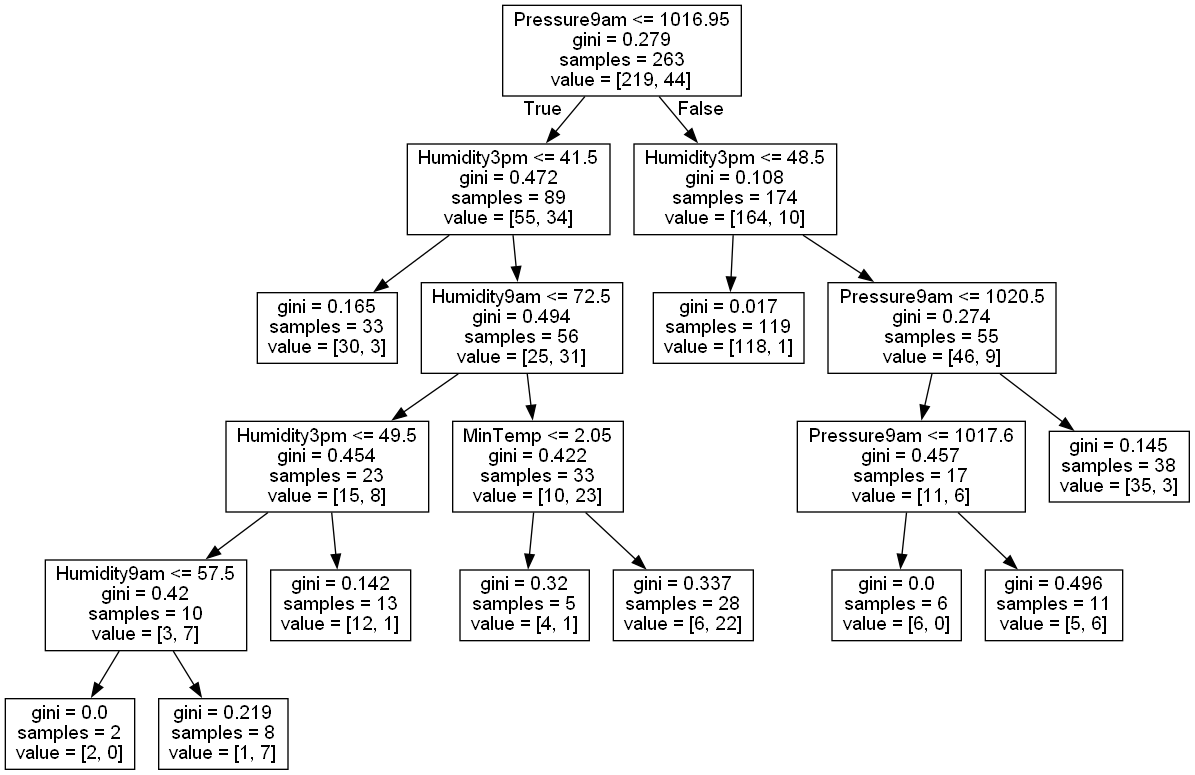 Pressure9am <= 1016.95
gini = 0.279
samples = 263
value = [219, 44]
True
False
Humidity3pm <= 41.5
gini = 0.472
samples = 89
value = [55, 34]
Humidity3pm <= 48.5
gini = 0.108
samples = 174
value = [164, 10]
gini = 0.165
samples = 33
value = [30, 3]
Humidity9am <= 72.5
gini = 0.494
samples = 56
value = [25, 31]
gini = 0.017
samples = 119
value = [118, 1]
Pressure9am <= 1020.5
gini = 0.274
samples = 55
value = [46, 9]
Humidity3pm <= 49.5
gini = 0.454
samples = 23
value = [15, 8]
MinTemp <= 2.05
gini = 0.422
samples = 33
value = [10, 23]
Pressure9am <= 1017.6
gini = 0.457
samples = 17
value = [11, 6]
gini = 0.145
samples = 38
value = [35, 3]
Humidity9am <= 57.5
gini = 0.42
samples = 10
value = [3, 7]
gini = 0.142
samples = 13
value = [12, 1]
gini = 0.32
samples = 5
value = [4, 1]
gini = 0.337
samples = 28
value = [6, 22]
gini = 0.0
samples = 6
value = [6, 0]
gini = 0.496
samples = 11
value = [5, 6]
gini = 0.0
samples = 2
value = [2, 0]
gini = 0.219
samples = 8
value = [1, 7]